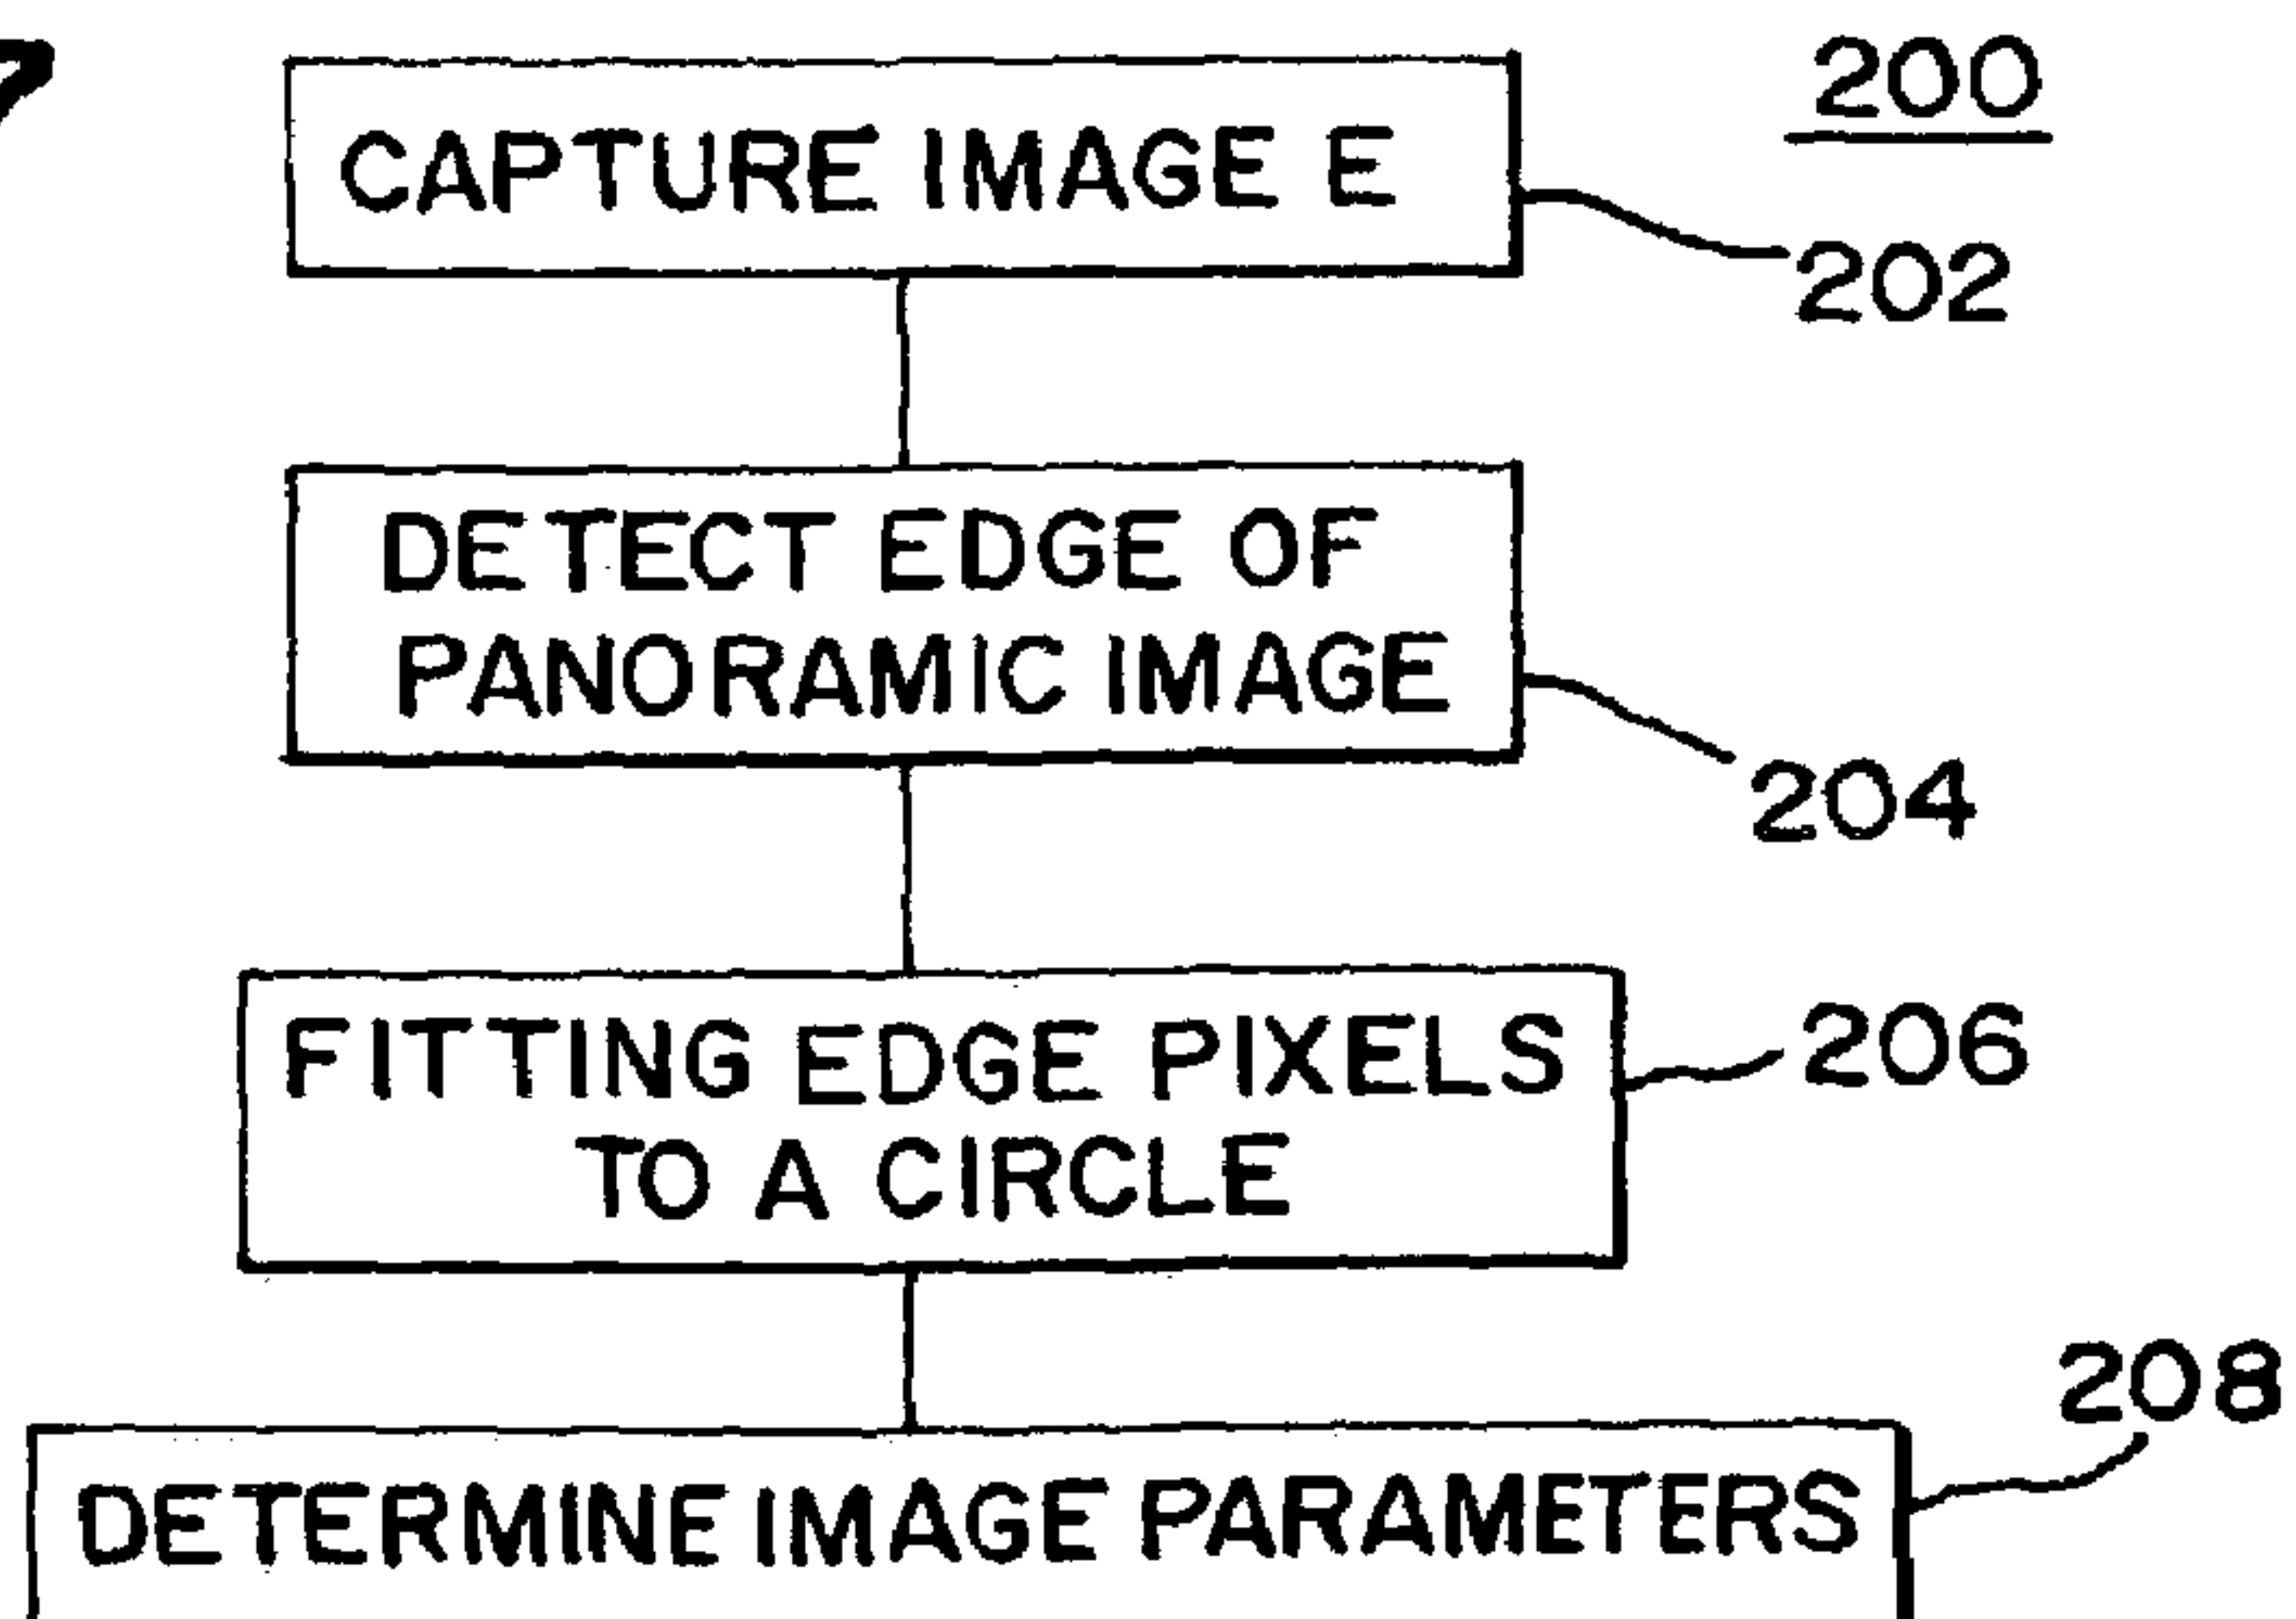 7
200
CAPTURE IMAGE E
202
DETECT EDGE OF
PANORAMIC IMAGE
204
FITTING EDGE PIXELS
TO A CIRCLE
206
208
DETERMINE IMAGE PARAMETERS